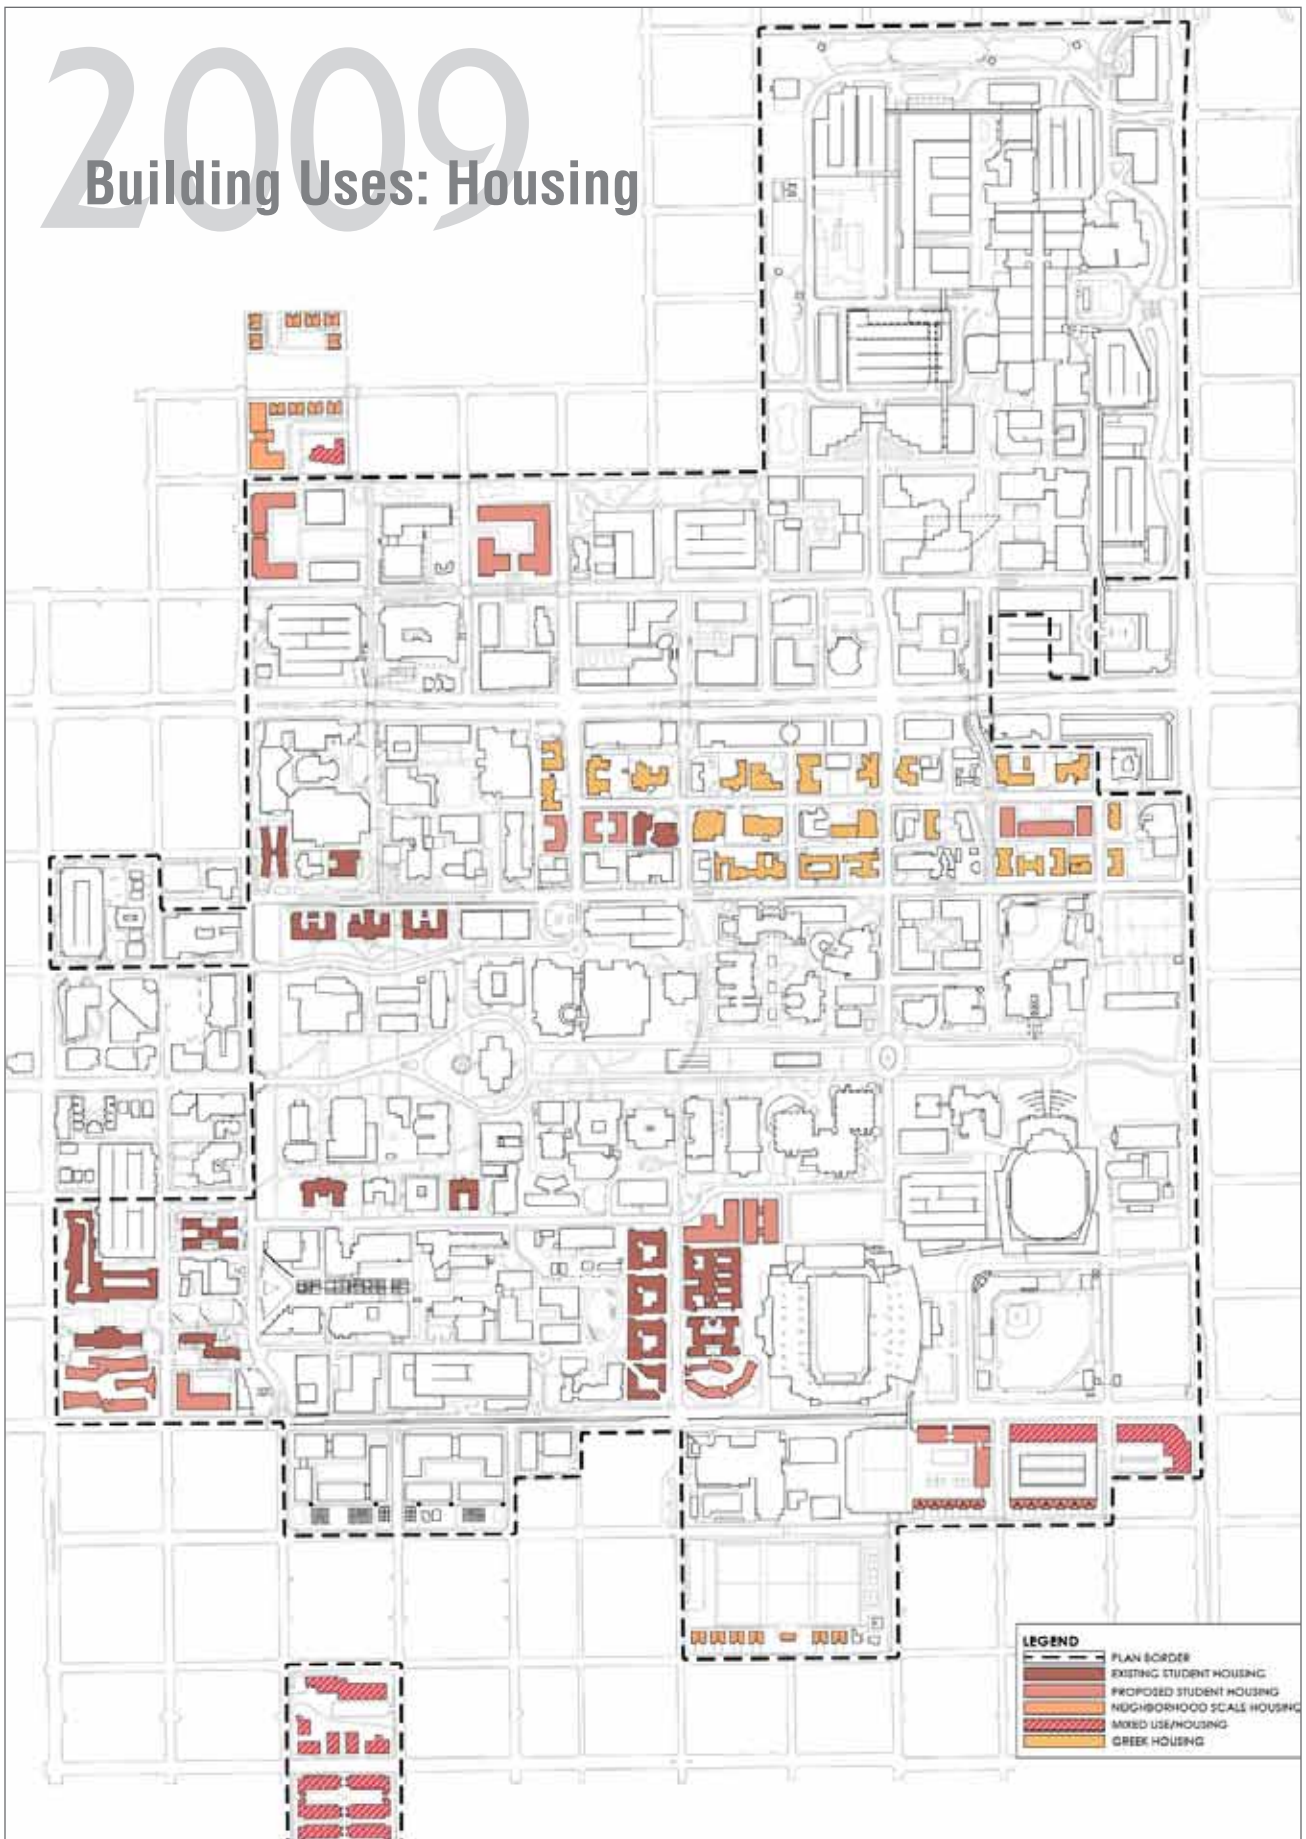 2009
Building Uses: Housing
LEGEND
PLAN BORDER
EXISTING STUDENT HOUSING
PROPOSED STUDENT HOUSING
NEIGHBORHOOD SCALE HOUSING
MIXED USE/HOUSING
GREEK HOUSING